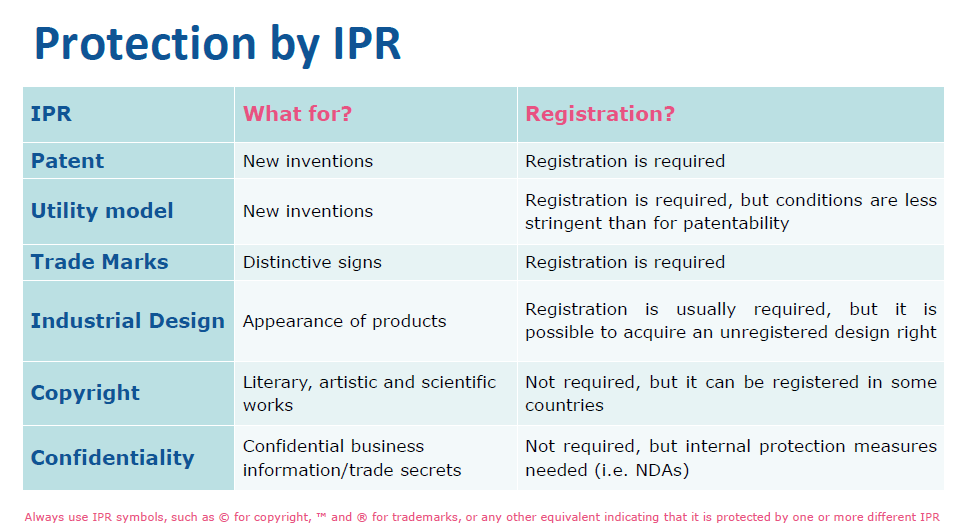 Protection by IPR
IPR
What for?
Registration?
Patent
New inventions
Registration is required
Utility model
New inventions
Registration is required, but conditions are less
stringent than for patentability
Trade Marks
Distinctive signs
Registration is required
Industrial Design
Appearance of products
Registration is usually required, but it is
possible to acquire an unregistered design right
Copyright
Literary, artistic and scientific
works
Not required, but it can be registered in some
countries
Confidentiality
Confidential business
information/trade secrets
Not required, but internal protection measures
needed (i.e. NDAs)
Always use IPR symbols, such as © for copyright, ™ and ® for trademarks, or any other equivalent indicating that it is protected by one or more different IPR